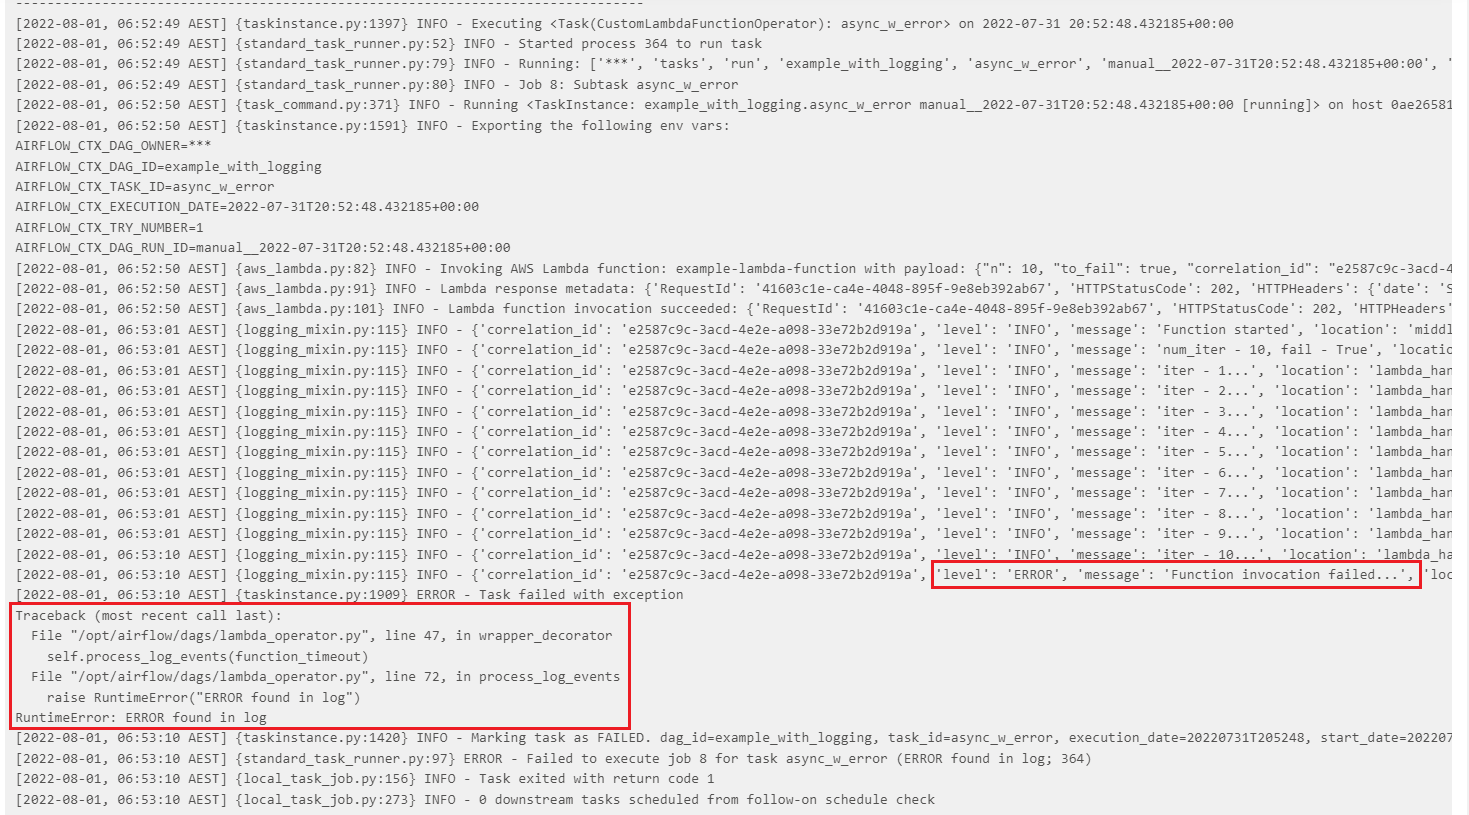 --------------------------------------------------------------------------------
[2022-08-01, 06:52:49 AEST] {taskinstance.py:1397} INFO - Executing <Task(CustomLambdaFunctionOperator): async_w_error> on 2022-07-31 20:52:48.432185+00:00
[2022-08-01, 06:52:49 AEST] {standard_task_runner.py:52} INFO - Started process 364 to run task
[2022-08-01, 06:52:49 AEST] {standard_task_runner.py:79} INFO - Running: ['***', 'tasks', 'run', 'example_with_logging', 'async_w_error', 'manual__2022-07-31T20:52:48.432185+00:00', '
[2022-08-01, 06:52:49 AEST] {standard_task_runner.py:80} INFO - Job 8: Subtask async_w_error
[2022-08-01, 06:52:50 AEST] {task_command.py:371} INFO - Running <TaskInstance: example_with_logging.async_w_error manual__2022-07-31T20:52:48.432185+00:00 [running]> on host 0ae26581
[2022-08-01, 06:52:50 AEST] {taskinstance.py:1591} INFO - Exporting the following env vars:
AIRFLOW_CTX_DAG_OWNER=***
AIRFLOW_CTX_DAG_ID=example_with_logging
AIRFLOW_CTX_TASK_ID=async_w_error
AIRFLOW_CTX_EXECUTION_DATE=2022-07-31T20:52:48.432185+00:00
AIRFLOW_CTX_TRY_NUMBER=1
AIRFLOW_CTX_DAG_RUN_ID=manual__2022-07-31T20:52:48.432185+00:00
[2022-08-01, 06:52:50 AEST] {aws_lambda.py:82} INFO - Invoking AWS Lambda function: example-lambda-function with payload: {"n": 10, "to_fail": true, "correlation_id": "e2587c9c-3acd-4
[2022-08-01, 06:52:50 AEST] {aws_lambda.py:91} INFO - Lambda response metadata: {'RequestId': '41603c1e-ca4e-4048-895f-9e8eb392ab67', 'HTTPStatusCode': 202, 'HTTPHeaders': {'date': 'S
[2022-08-01, 06:52:50 AEST] {aws_lambda.py:101} INFO - Lambda function invocation succeeded: {'RequestId': '41603c1e-ca4e-4048-895f-9e8eb392ab67', 'HTTPStatusCode': 202, 'HTTPHeaders'
[2022-08-01, 06:53:01 AEST] {logging_mixin.py:115} INFO - {'correlation_id': 'e2587c9c-3acd-4e2e-a098-33e72b2d919a', 'level': 'INFO', 'message': 'Function started', 'location': 'middl
[2022-08-01, 06:53:01 AEST] {logging_mixin.py:115} INFO - {'correlation_id': 'e2587c9c-3acd-4e2e-a098-33e72b2d919a', 'level': 'INFO', 'message': 'num_iter - 10, fail - True', 'locatio
[2022-08-01, 06:53:01 AEST] {logging_mixin.py:115} INFO - {'correlation_id': 'e2587c9c-3acd-4e2e-a098-33e72b2d919a', 'level': 'INFO', 'message': 'iter - 1...', 'location': 'lambda_han
[2022-08-01, 06:53:01 AEST] {logging_mixin.py:115} INFO - {'correlation_id': 'e2587c9c-3acd-4e2e-a098-33e72b2d919a', 'level': 'INFO', 'message': 'iter - 2...', 'location': 'lambda_han
[2022-08-01, 06:53:01 AEST] {logging_mixin.py:115} INFO - {'correlation_id': 'e2587c9c-3acd-4e2e-a098-33e72b2d919a', 'level': 'INFO', 'message': 'iter - 3...', 'location': 'lambda_han
[2022-08-01, 06:53:01 AEST] {logging_mixin.py:115} INFO - {'correlation_id': 'e2587c9c-3acd-4e2e-a098-33e72b2d919a', 'level': 'INFO', 'message': 'iter - 4...', 'location': 'lambda_han
[2022-08-01, 06:53:01 AEST] {logging_mixin.py:115} INFO - {'correlation_id': 'e2587c9c-3acd-4e2e-a098-33e72b2d919a', 'level': 'INFO', 'message': 'iter - 5...', 'location': 'lambda_han
[2022-08-01, 06:53:01 AEST] {logging_mixin.py:115} INFO - {'correlation_id': 'e2587c9c-3acd-4e2e-a098-33e72b2d919a', 'level': 'INFO', 'message': 'iter - 6...', 'location': 'lambda_han
[2022-08-01, 06:53:01 AEST] {logging_mixin.py:115} INFO - {'correlation_id': 'e2587c9c-3acd-4e2e-a098-33e72b2d919a', 'level': 'INFO', 'message': 'iter - 7...', 'location': 'lambda_han
[2022-08-01, 06:53:01 AEST] {logging_mixin.py:115} INFO - {'correlation_id': 'e2587c9c-3acd-4e2e-a098-33e72b2d919a', 'level': 'INFO', 'message': 'iter - 8...', 'location': 'lambda_han
[2022-08-01, 06:53:01 AEST] {logging_mixin.py:115} INFO - {'correlation_id': 'e2587c9c-3acd-4e2e-a098-33e72b2d919a', 'level': 'INFO', 'message': 'iter - 9...', 'location': 'lambda_han
[2022-08-01, 06:53:10 AEST] {logging_mixin.py:115} INFO - {'correlation_id': 'e2587c9c-3acd-4e2e-a098-33e72b2d919a', 'level': 'INFO', 'message': 'iter - 10...', 'location': 'lambda_ha
[2022-08-01, 06:53:10 AEST] {logging_mixin.py:115} INFO - {'correlation_id': 'e2587c9c-3acd-4e2e-a098-33e72b2d919a', 'level': 'ERROR', 'message': 'Function invocation failed...', 'loc
[2022-08-01, 06:53:10 AEST] {taskinstance.py:1909} ERROR - Task failed with exception
Traceback (most recent call last):
  File "/opt/airflow/dags/lambda_operator.py", line 47, in wrapper_decorator
    self.process_log_events(function_timeout)
  File "/opt/airflow/dags/lambda_operator.py", line 72, in process_log_events
    raise RuntimeError("ERROR found in log")
RuntimeError: ERROR found in log
[2022-08-01, 06:53:10 AEST] {taskinstance.py:1420} INFO - Marking task as FAILED. dag_id=example_with_logging, task_id=async_w_error, execution_date=20220731T205248, start_date=202207
[2022-08-01, 06:53:10 AEST] {standard_task_runner.py:97} ERROR - Failed to execute job 8 for task async_w_error (ERROR found in log; 364)
[2022-08-01, 06:53:10 AEST] {local_task_job.py:156} INFO - Task exited with return code 1
[2022-08-01, 06:53:10 AEST] {local_task_job.py:273} INFO - 0 downstream tasks scheduled from follow-on schedule check